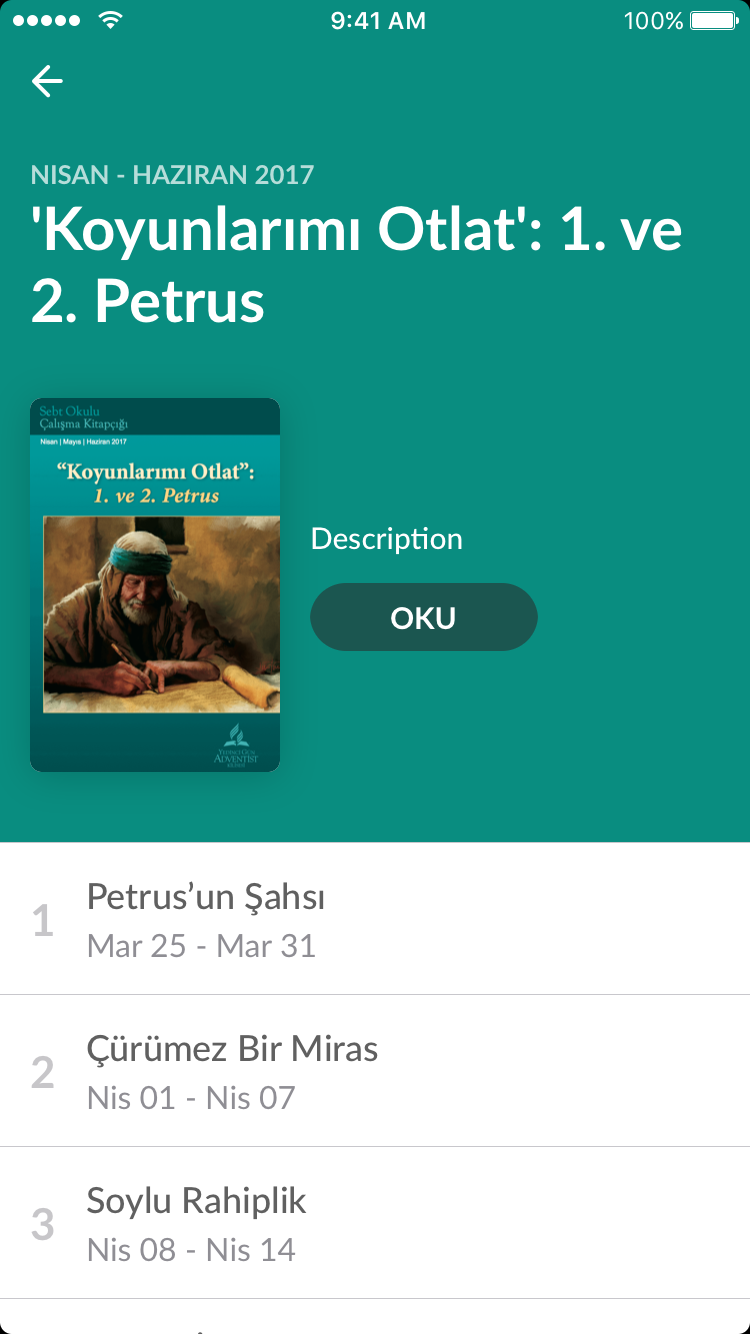 9:41 AM
100%
NISAN - HAZIRAN 2017
'Koyunlarımı Otlat': 1. ve
2. Petrus
Sebt Okulu
Çalışma Kitapçığı
Nisan | Mayıs | Haziran 2017
“Koyunlarımı Otlat”:
1. ve 2. Petrus
ADVENTIST
Description
OKU
1
Petrus’un Şahsı
Mar 25 - Mar 31
2
Çürümez Bir Miras
Nis 01 - Nis 07
3
Soylu Rahiplik
Nis 08 - Nis 14